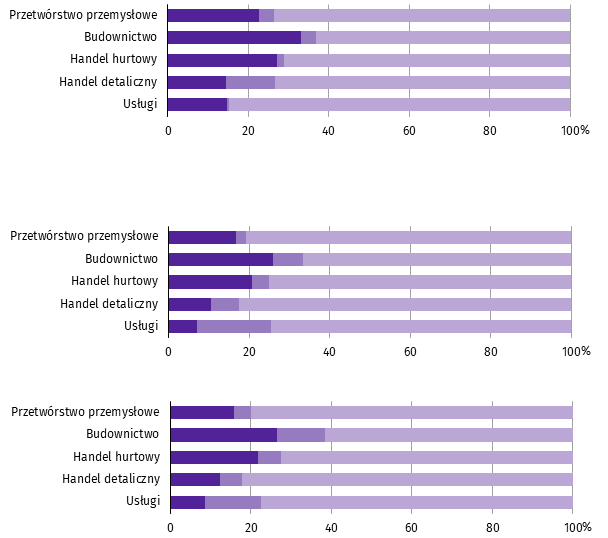 Przetwórstwo przemysłowe
Budownictwo
Handel hurtowy
Handel detaliczny
Usługi
0 20 40 60 80 100%
Przetwórstwo przemysłowe
Budownictwo
Handel hurtowy
Handel detaliczny
Usługi
0 20 40 60 80 100%
Przetwórstwo przemysłowe
Budownictwo
Handel hurtowy
Handel detaliczny
Usługi
0 20 40 60 80 100%